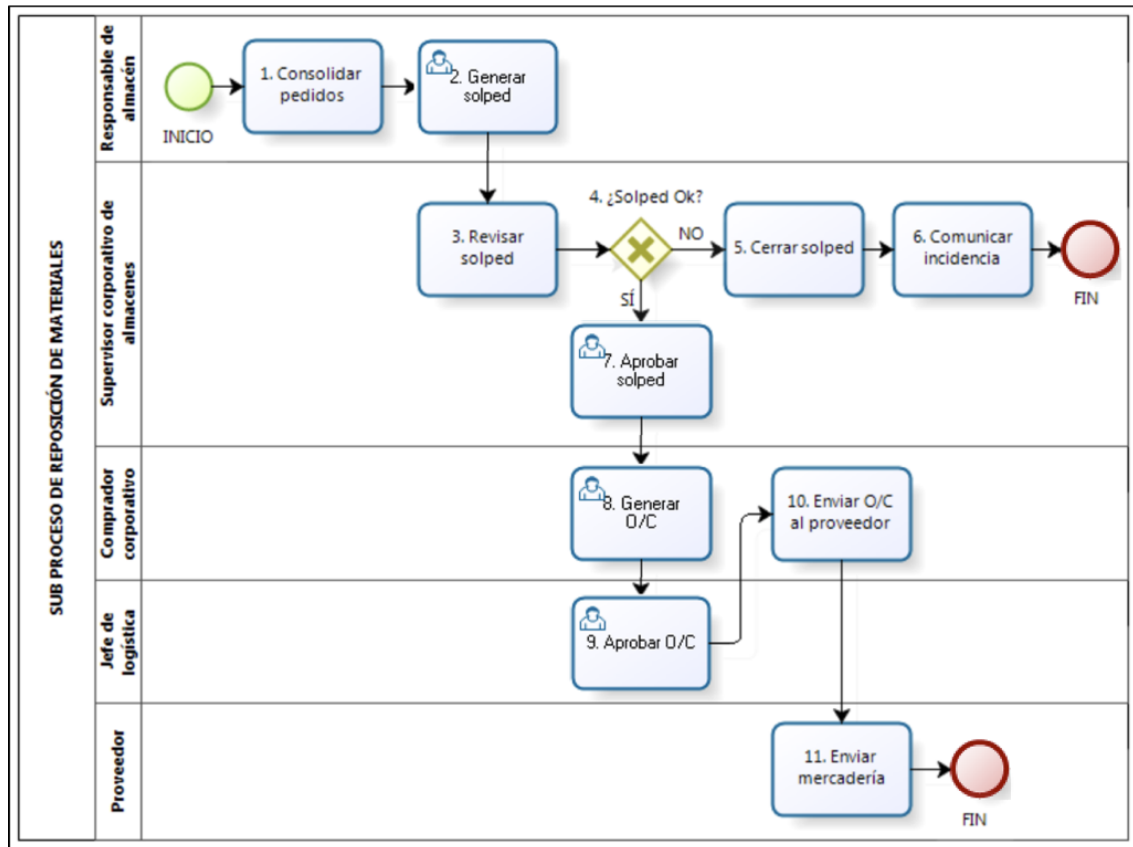 SUB PROCESO DE REPOSICIÓN DE MATERIALES
Responsable de
almacén
INICIO
1. Consolidar
pedidos
2. Generar
solped
Supervisor corporativo de
almacenes
3. Revisar
solped
4. ¿Solped Ok?
NO
SÍ
5. Cerrar solped
6. Comunicar
incidencia
FIN
7. Aprobar
solped
Comprador
corporativo
8. Generar
O/C
10. Enviar O/C
al proveedor
Jefe de
logística
9. Aprobar O/C
Proveedor
11. Enviar
mercadería
FIN